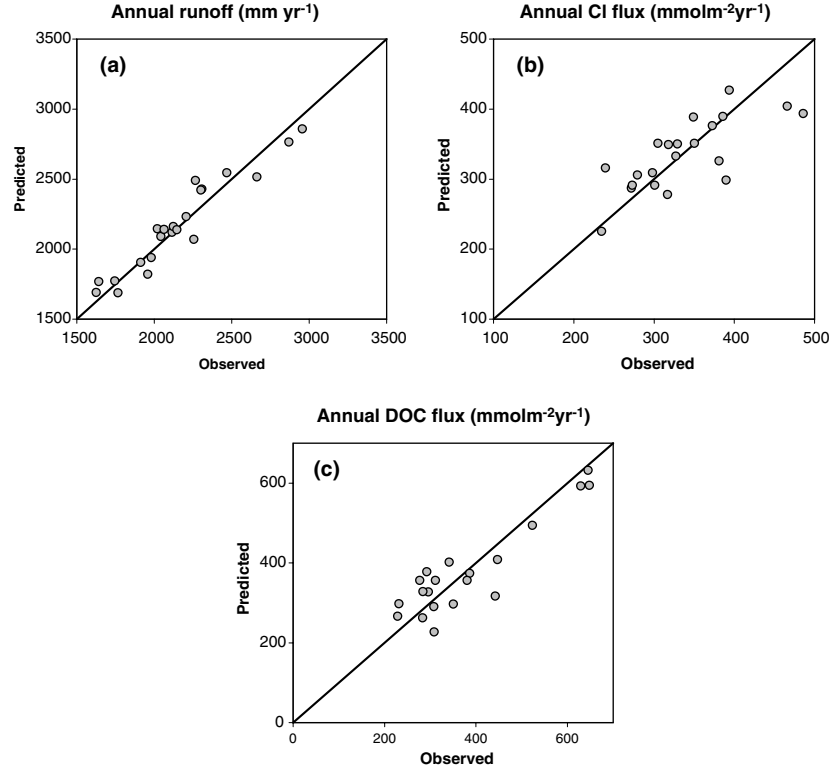 Annual runoff (mm yr-1)
3500
3000
2500
2000
1500
Predicted
(a)
1500 2000 2500 3000 3500
Observed
Annual Cl flux (mmolm-2yr-1)
500
400
300
200
100
Predicted
(b)
100 200 300 400 500
Observed
Annual DOC flux (mmolm-2yr-1)
600
400
200
0
Predicted
(c)
0 200 400 600
Observed